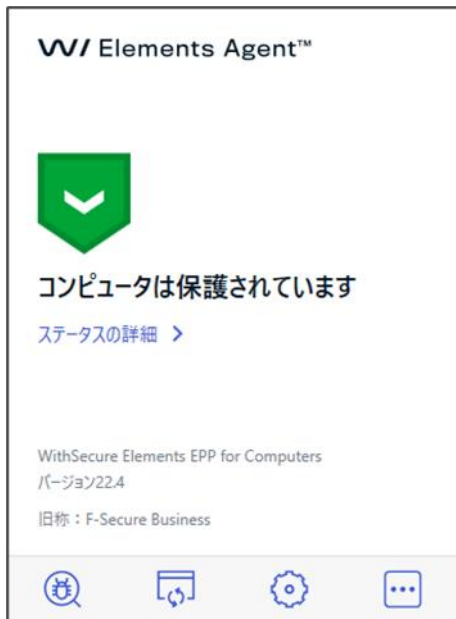 W/ Elements Agent™
コンピュータは保護されています
ステータスの詳細 >
WithSecure Elements EPP for Computers
バージョン22.4
旧称：F-Secure Business